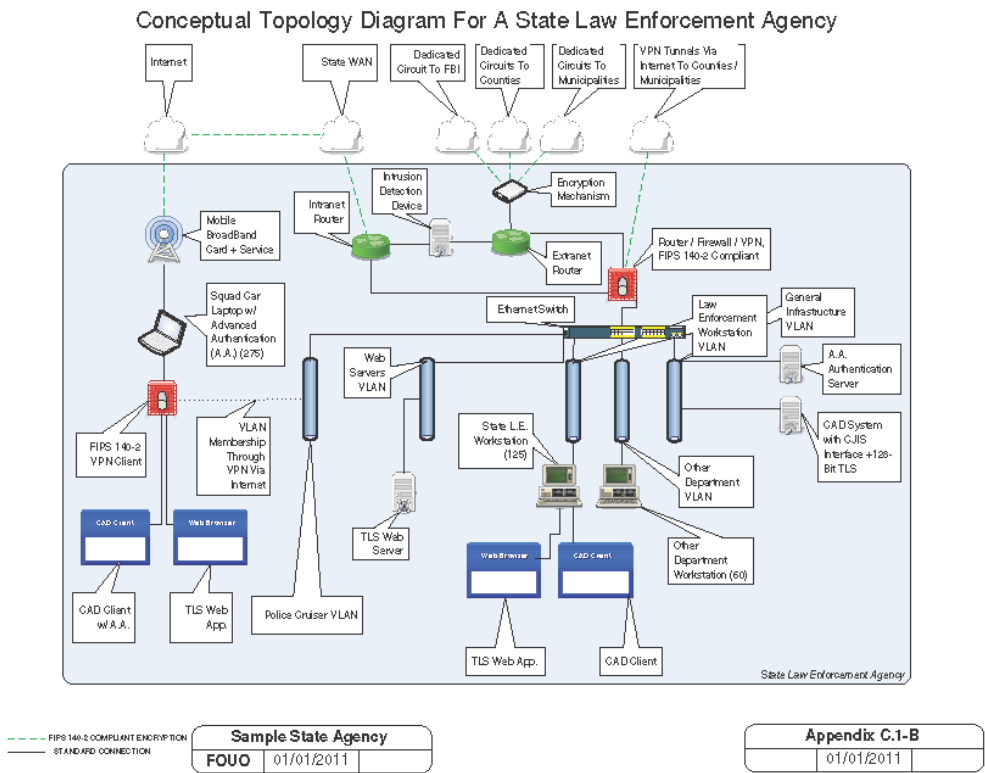 Conceptual Topology Diagram For A State Law Enforcement Agency
Internet
State WAN
Dedicated
Circuit To FBI
Dedicated
Circuits To
Counties
Dedicated
Circuits To
Municipalities
VPN Tunnels Via
Internet To Counties /
Municipalities
Intrusion
Detection
Device
Encryption
Mechanism
Intranet
Router
Mobile
BroadBand
Card + Service
Extranet
Router
Router / Firewall / VPN,
FIPS 140-2 Compliant
Squad Car
Laptop w/
Advanced
Authentication
(A.A.) (275)
Ethernet Switch
Law
Enforcement
Workstation
VLAN
General
Infrastructure
VLAN
Web
Servers
VLAN
A.A.
Authentication
Server
FIPS 140-2
VPN Client
VLAN
Membership
Through
VPN Via
Internet
State L.E.
Workstation
(125)
CAD System
with CJIS
Interface +128-
Bit TLS
Other
Department
VLAN
TLS Web
Server
CAD Client
Web Browser
Web Browser
CAD Client
Other
Department
Workstation (60)
CAD Client
w/ A.A.
TLS Web
App.
Police Cruiser VLAN
TLS Web App.
CAD Client
State Law Enforcement Agency
FIPS 140-2 COMPLIANT ENCRYPTION
STANDARD CONNECTION
Sample State Agency
FOUO 01/01/2011
Appendix C.1-B
01/01/2011